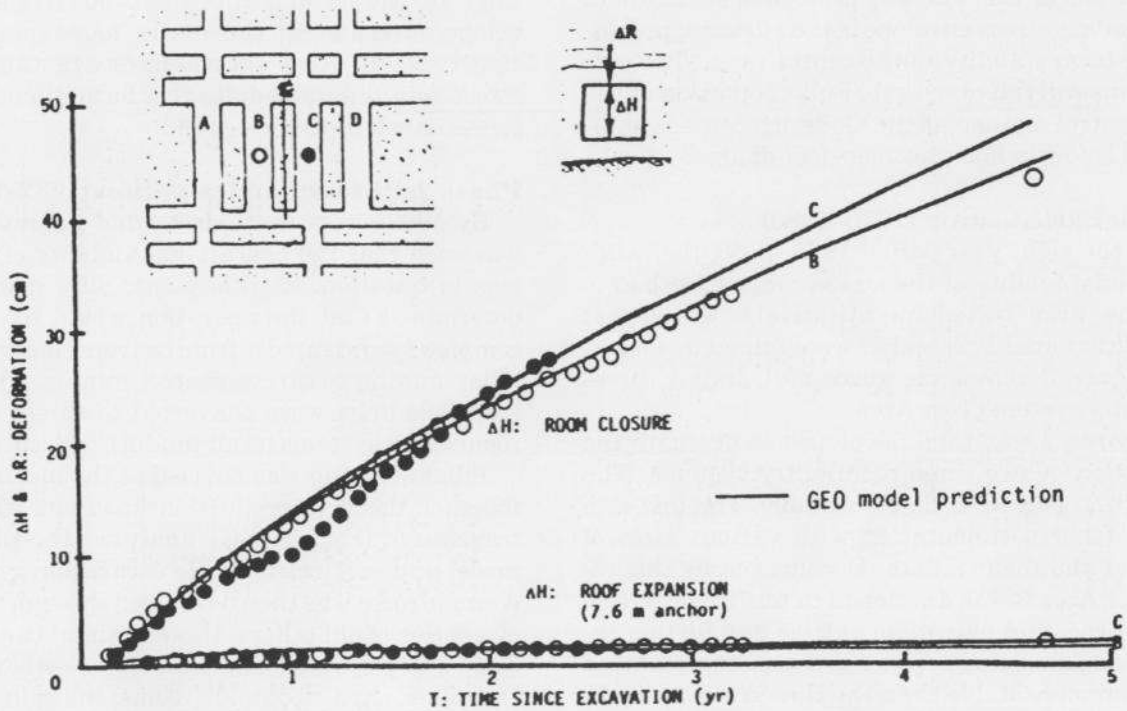 ΔR
ΔH
A B C D
50
40
30
20
10
0
ΔH & ΔR: DEFORMATION (cm)
C
B
ΔH: ROOM CLOSURE
GEO model prediction
ΔH: ROOF EXPANSION
(7.6 m anchor)
C
B
1 2 3 4 5
T: TIME SINCE EXCAVATION (yr)